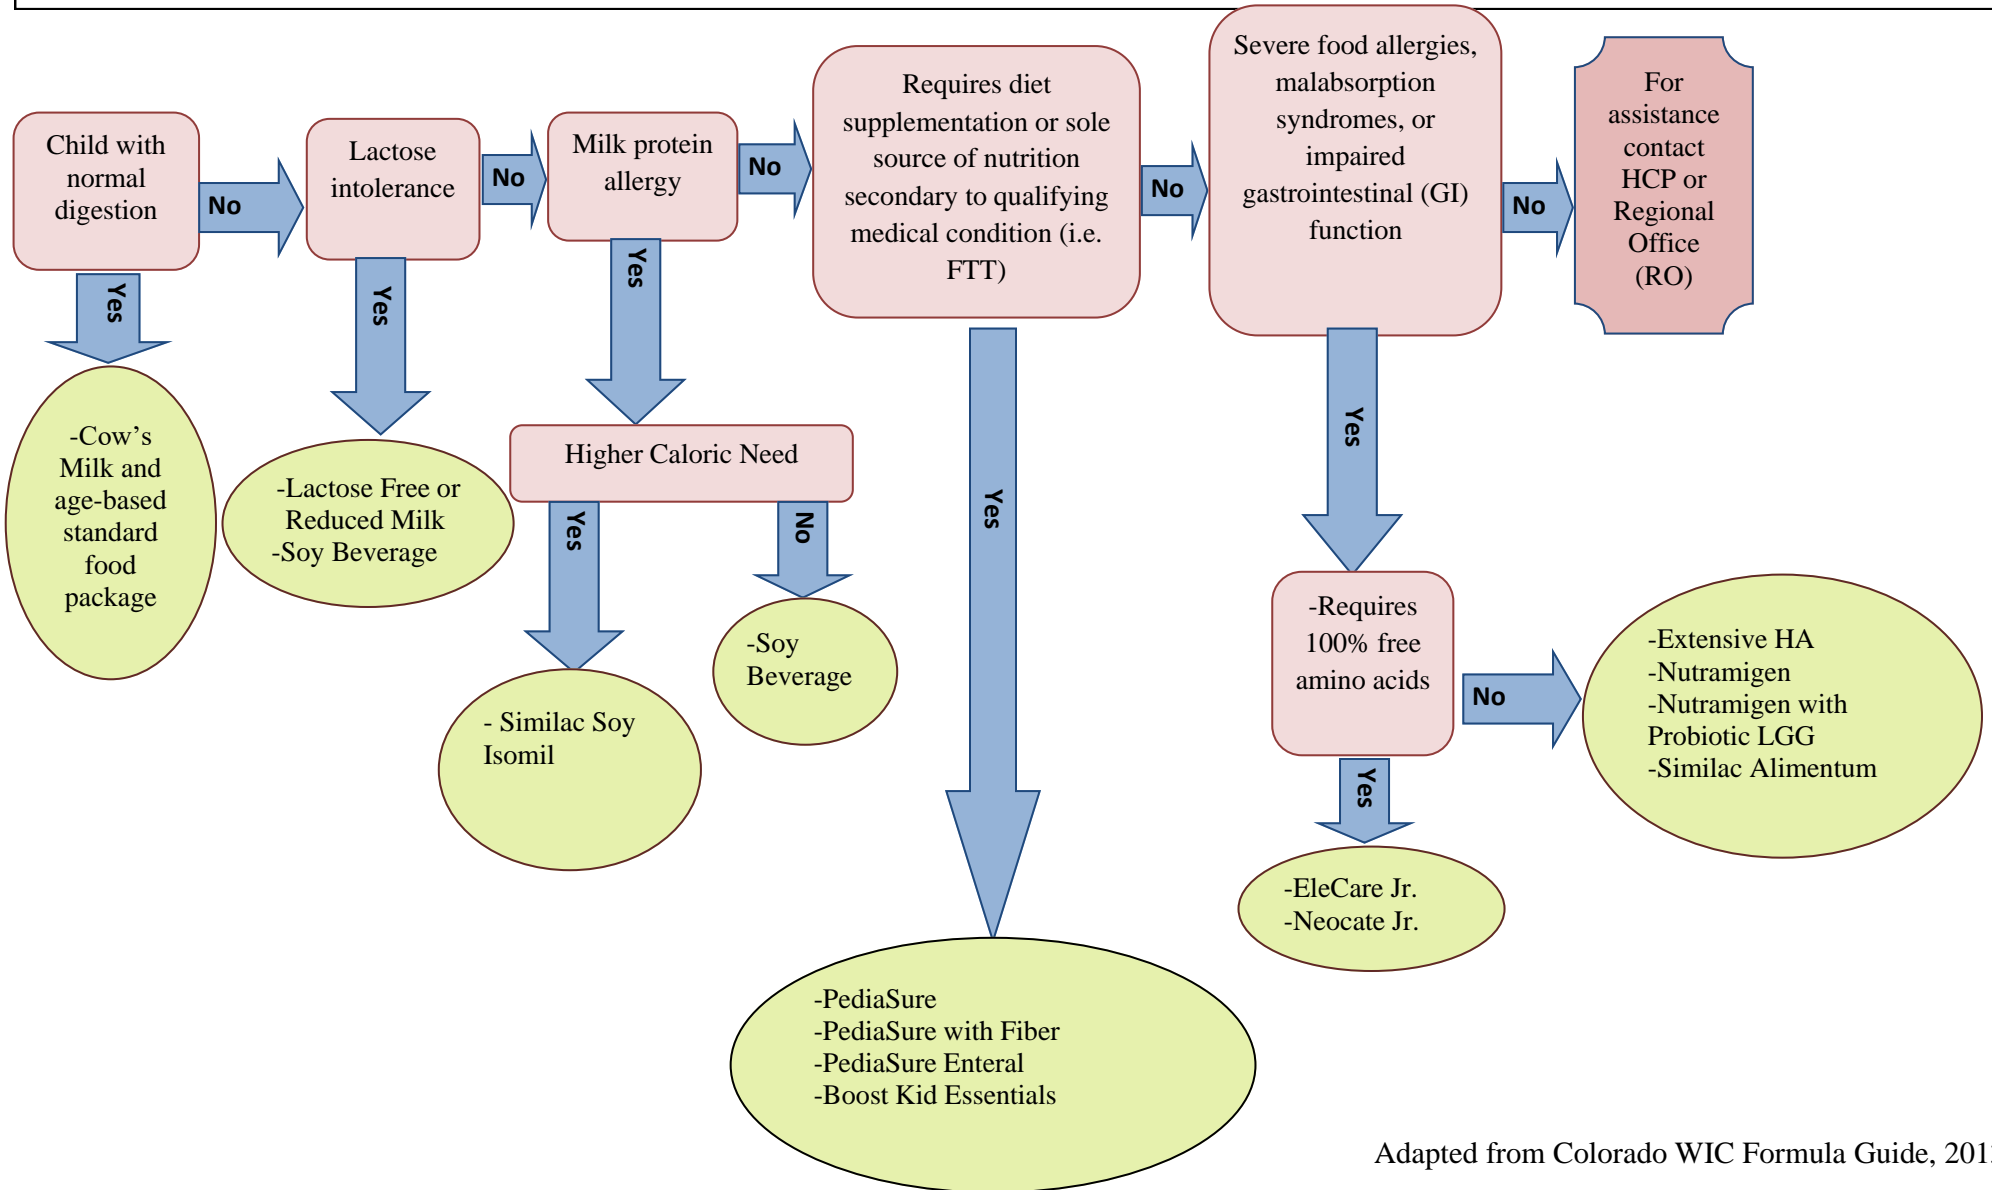 Child with
normal
digestion
No
Lactose
intolerance
No
Milk protein
allergy
No
Requires diet
supplementation or sole
source of nutrition
secondary to qualifying
medical condition (i.e.
FTT)
No
Severe food allergies,
malabsorption
syndromes, or
impaired
gastrointestinal (GI)
function
No
For
assistance
contact
HCP or
Regional
Office
(RO)
Yes
Yes
Yes
Yes
Yes
-Cow's
Milk and
age-based
standard
food
package
-Lactose Free or
Reduced Milk
-Soy Beverage
Higher Caloric Need
Yes
No
- Similac Soy
Isomil
-Soy
Beverage
-PediaSure
-PediaSure with Fiber
-PediaSure Enteral
-Boost Kid Essentials
-Requires
100% free
amino acids
No
Yes
-Extensive HA
-Nutramigen
-Nutramigen with
Probiotic LGG
-Similac Alimentum
-EleCare Jr.
-Neocate Jr.
Adapted from Colorado WIC Formula Guide,